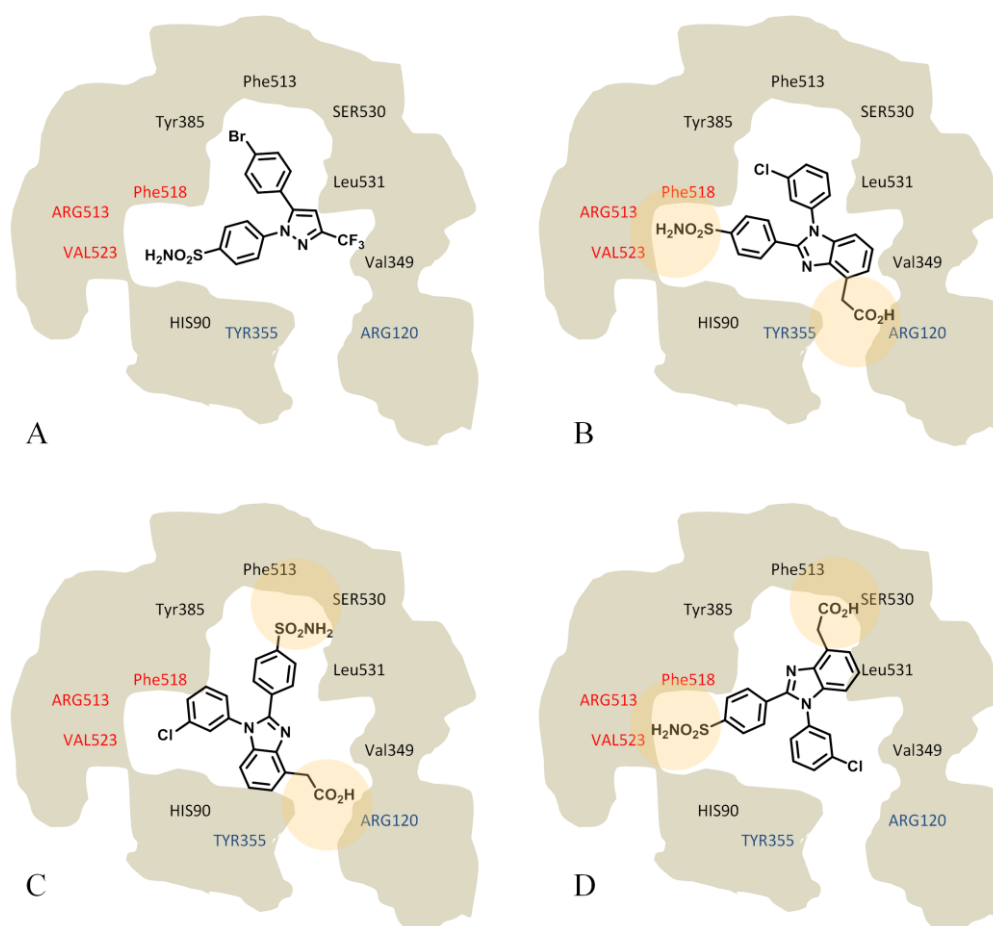 Phe513
SER530
Tyr385
Br
Phe518
Leu531
ARG513
N
N
CF₃
VAL523
H₂NO₂S
Val349
HIS90
TYR355
ARG120
A
Phe513
SER530
Tyr385
Cl
Phe518
Leu531
ARG513
N
VAL523
H₂NO₂S
N
Val349
HIS90
TYR355
CO₂H
ARG120
B
Phe513
SER530
Tyr385
SO₂NH₂
Phe518
Leu531
ARG513
VAL523
Cl
N
N
Val349
HIS90
CO₂H
TYR355
ARG120
C
Phe513
CO₂H
SER530
Tyr385
Phe518
N
Leu531
ARG513
N
VAL523
H₂NO₂S
Val349
Cl
HIS90
TYR355
ARG120
D